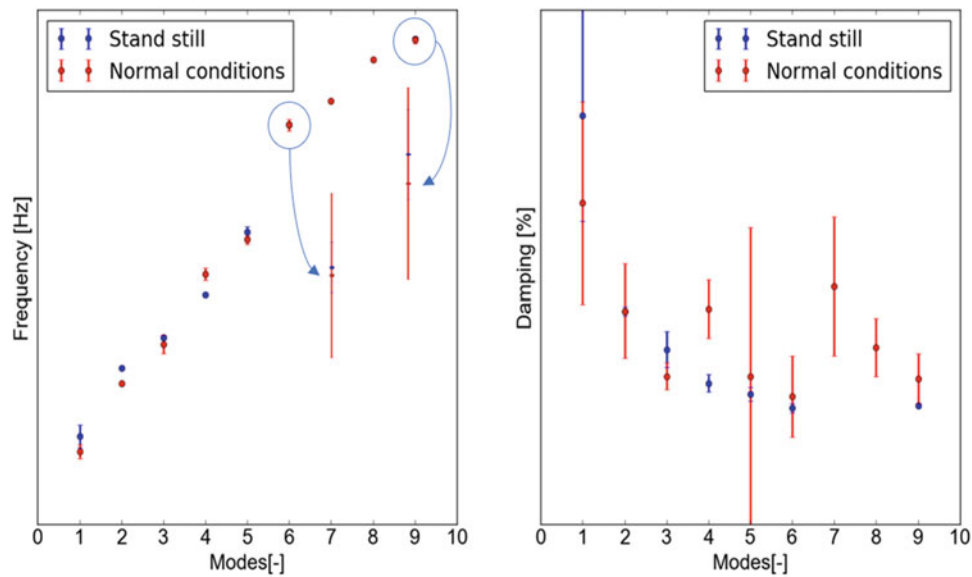 Stand still
Normal conditions
Frequency [Hz]
0 1 2 3 4 5 6 7 8 9 10
Modes[-]
Stand still
Normal conditions
Damping [%]
0 1 2 3 4 5 6 7 8 9 10
Modes[-]